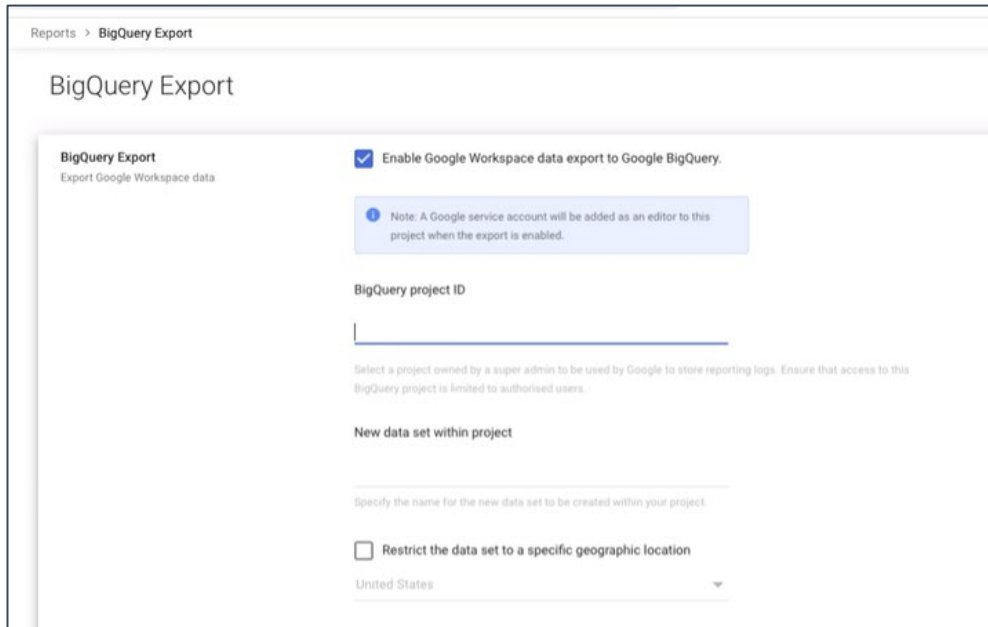 Reports > BigQuery Export
BigQuery Export
BigQuery Export
Export Google Workspace data
Enable Google Workspace data export to Google BigQuery.
Note: A Google service account will be added as an editor to this
project when the export is enabled.
BigQuery project ID
Select a project owned by a super admin to be used by Google to store reporting logs. Ensure that access to this
BigQuery project is limited to authorised users.
New data set within project
Specify the name for the new data set to be created within your project.
Restrict the data set to a specific geographic location
United States